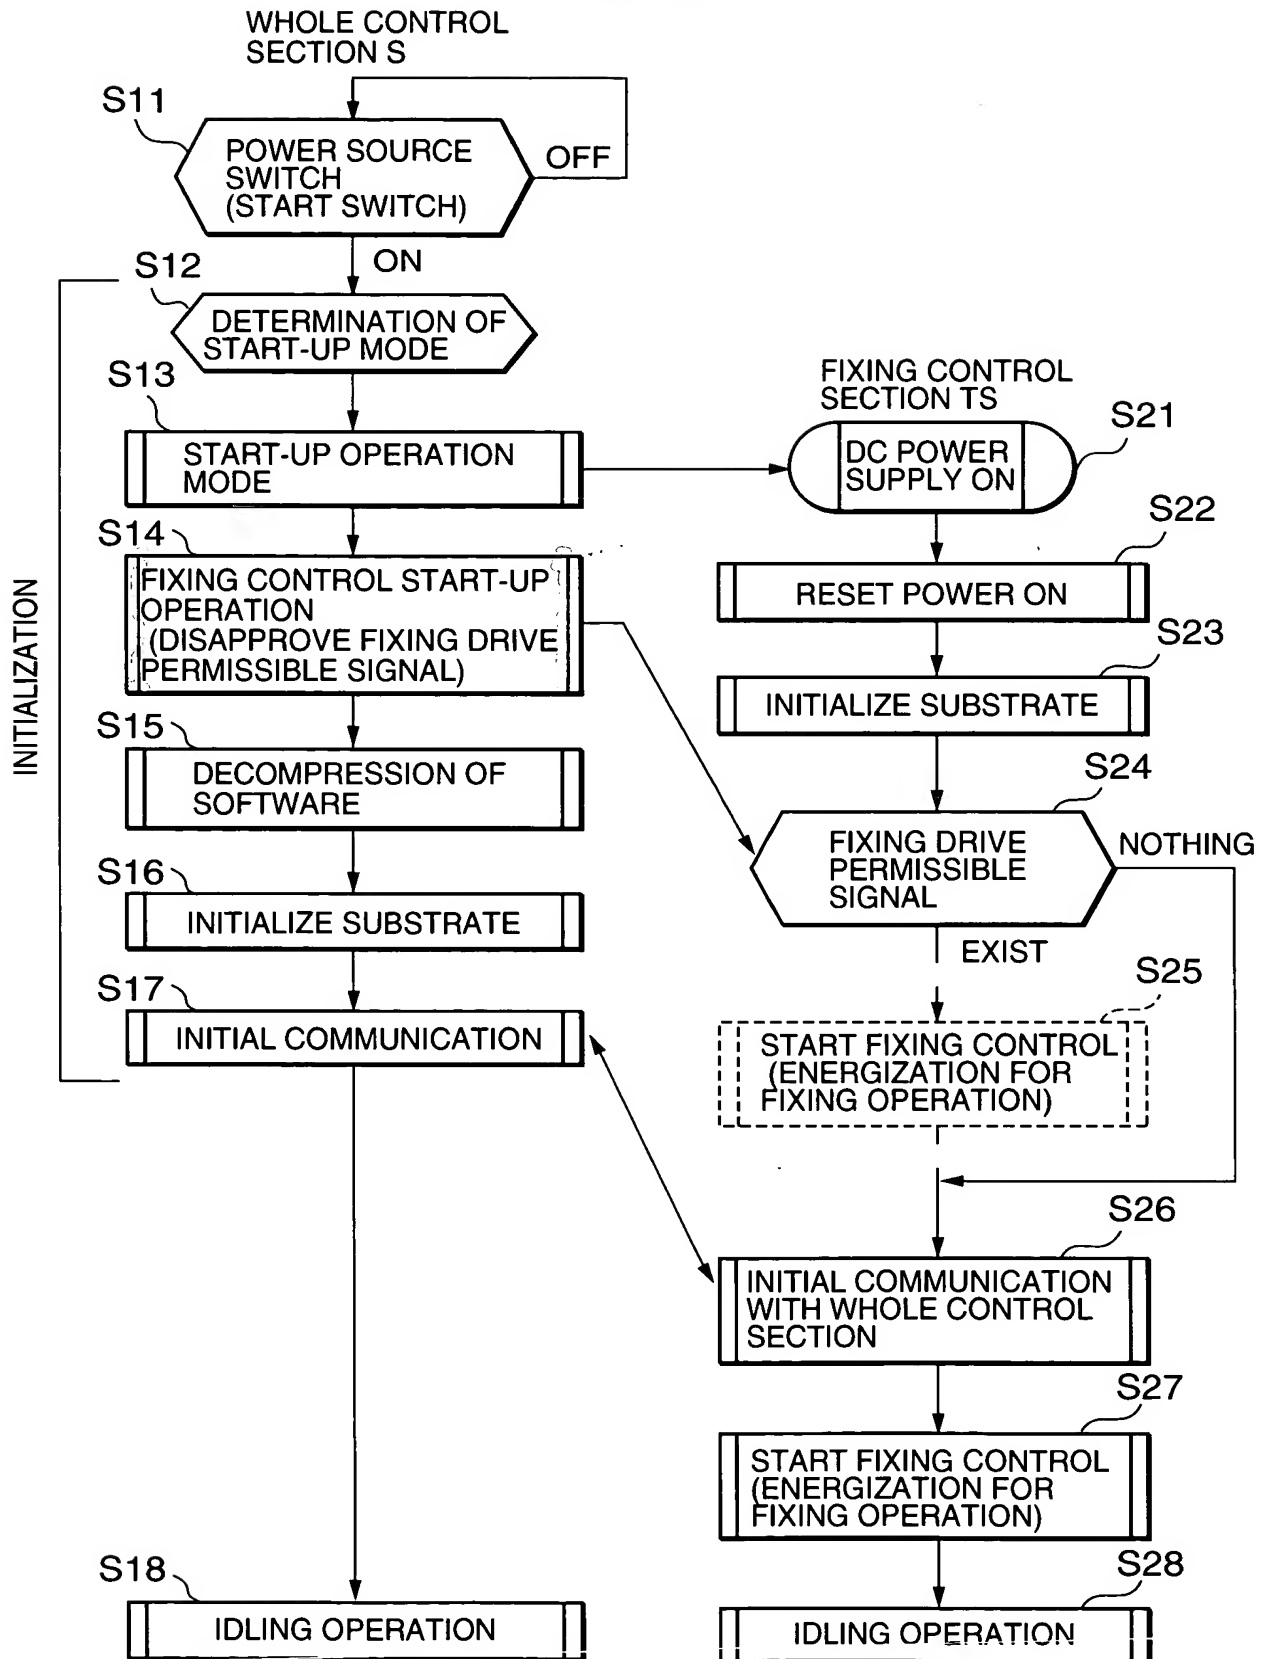 WHOLE CONTROL
SECTION S
S11
POWER SOURCE
SWITCH
(START SWITCH)
OFF
ON
INITIALIZATION
S12
DETERMINATION OF
START-UP MODE
S13
START-UP OPERATION
MODE
S14
FIXING CONTROL START-UP
OPERATION
(DISAPPROVE FIXING DRIVE
PERMISSIBLE SIGNAL)
S15
DECOMPRESSION OF
SOFTWARE
S16
INITIALIZE SUBSTRATE
S17
INITIAL COMMUNICATION
S18
IDLING OPERATION
FIXING CONTROL
SECTION TS
S21
DC POWER
SUPPLY ON
S22
RESET POWER ON
S23
INITIALIZE SUBSTRATE
S24
FIXING DRIVE
PERMISSIBLE
SIGNAL
NOTHING
EXIST
S25
START FIXING CONTROL
(ENERGIZATION FOR
FIXING OPERATION)
S26
INITIAL COMMUNICATION
WITH WHOLE CONTROL
SECTION
S27
START FIXING CONTROL
(ENERGIZATION FOR
FIXING OPERATION)
S28
IDLING OPERATION